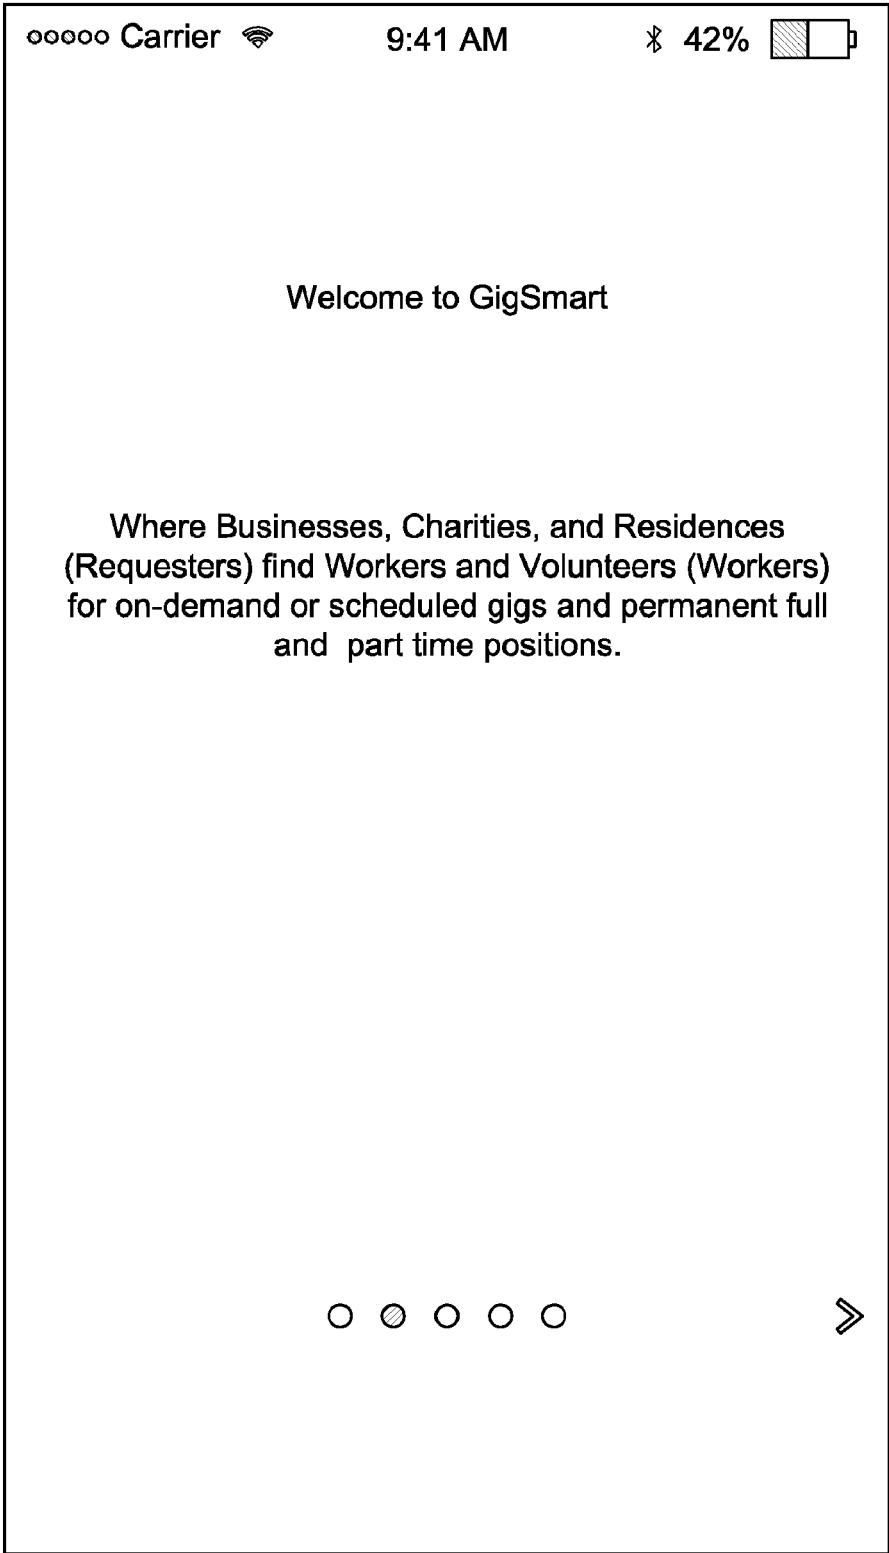 Carrier 9:41 AM 42%
Welcome to GigSmart
Where Businesses, Charities, and Residences
(Requesters) find Workers and Volunteers (Workers)
for on-demand or scheduled gigs and permanent full
and  part time positions.